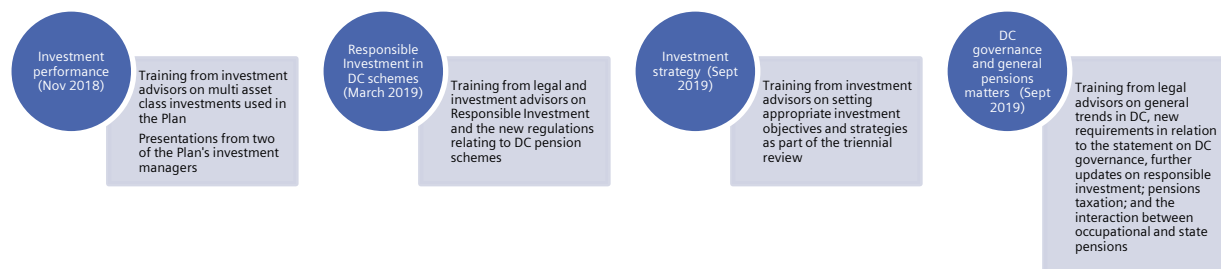 Investment
performance
(Nov 2018)
Training from investment
advisors on multi asset
class investments used in
the Plan
Presentations from two
of the Plan's investment
managers
Responsible
Investment in
DC schemes
(March 2019)
Training from legal and
investment advisors on
Responsible Investment
and the new regulations
relating to DC pension
schemes
Investment
strategy (Sept
2019)
Training from investment
advisors on setting
appropriate investment
objectives and strategies
as part of the triennial
review
DC
governance
and general
pensions
matters (Sept
2019)
Training from legal
advisors on general
trends in DC, new
requirements in relation
to the statement on DC
governance, further
updates on responsible
investment; pensions
taxation; and the
interaction between
occupational and state
pensions